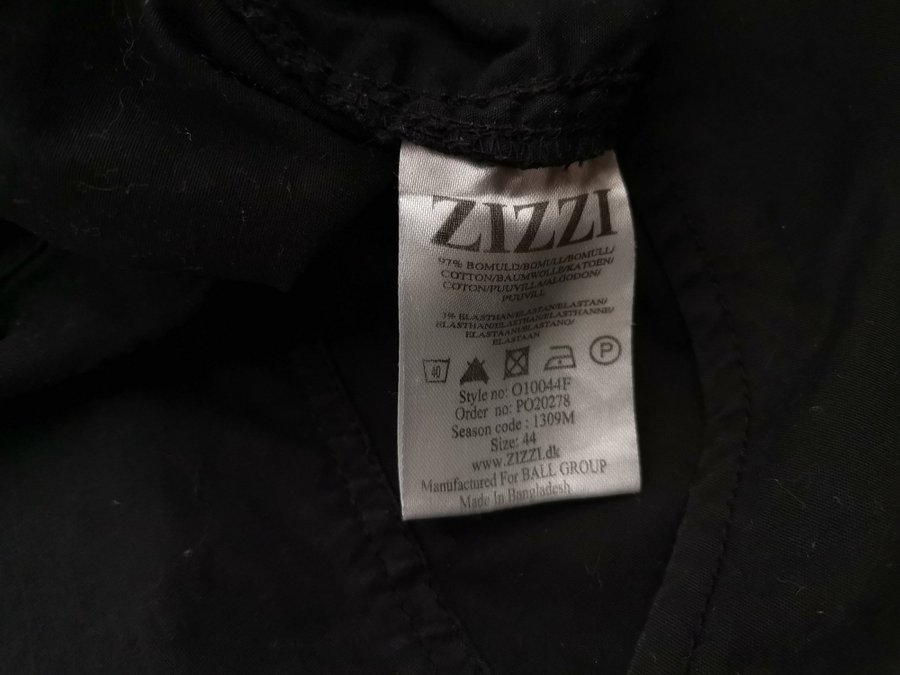 ZIZZI
97% BOMULD/BOMULL/BOMULL/
COTTON/BAUMWOLLE/KATOEN/
COTON/PUUVILLA/ALGODON/
PUUVILL
3% ELASTHAN/ELASTAN/ELASTAN/
ELASTHAN/ELASTHAN/ELASTHANNE/
ELASTAANI/ELASTANO/
ELASTAAN
40 P
Style no: O10044F
Order no: PO20278
Season code : 1309M
Size: 44
www.ZIZZI.dk
Manufactured For BALL GROUP
Made In Bangladesh